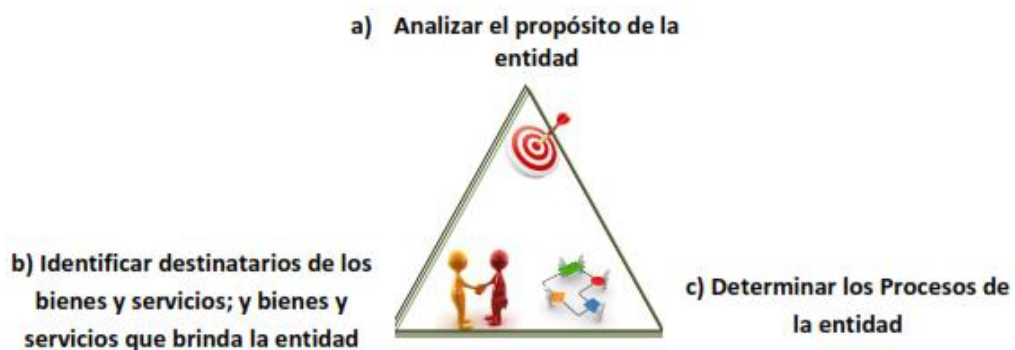 a) Analizar el propósito de la
entidad
b) Identificar destinatarios de los
bienes y servicios; y bienes y
servicios que brinda la entidad
c) Determinar los Procesos de
la entidad